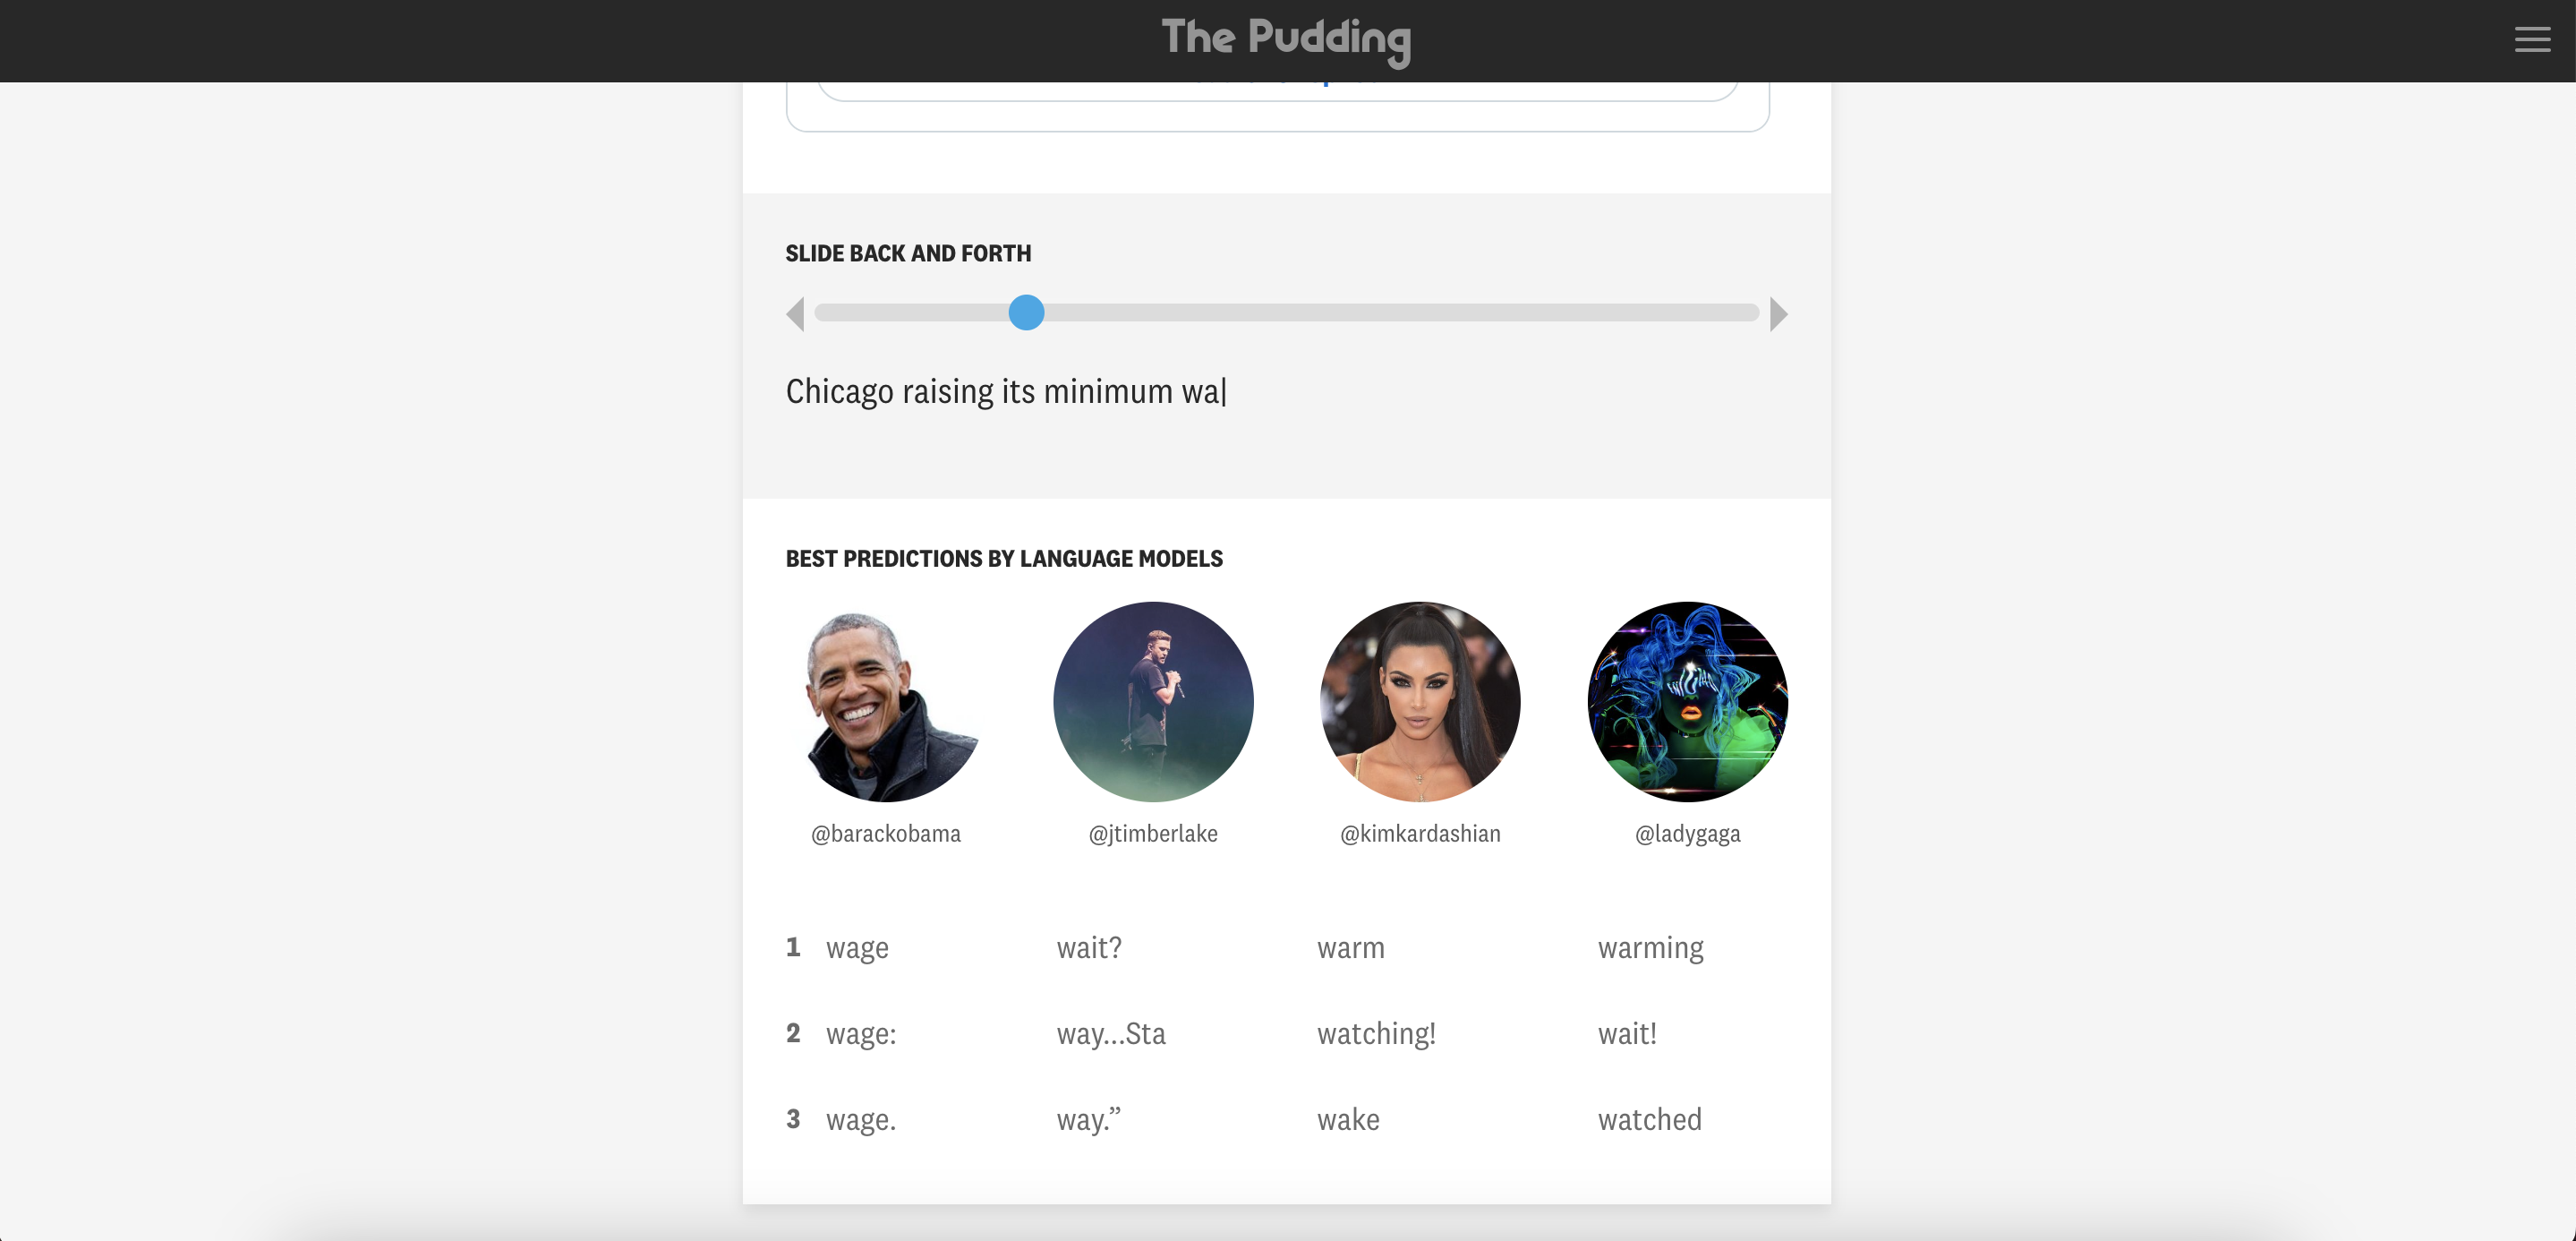 The Pudding
SLIDE BACK AND FORTH
Chicago raising its minimum wa|
BEST PREDICTIONS BY LANGUAGE MODELS
@barackobama @jtimberlake @kimkardashian @ladygaga
1 wage wait? warm warming
2 wage: way...Sta watching! wait!
3 wage. way.” wake watched